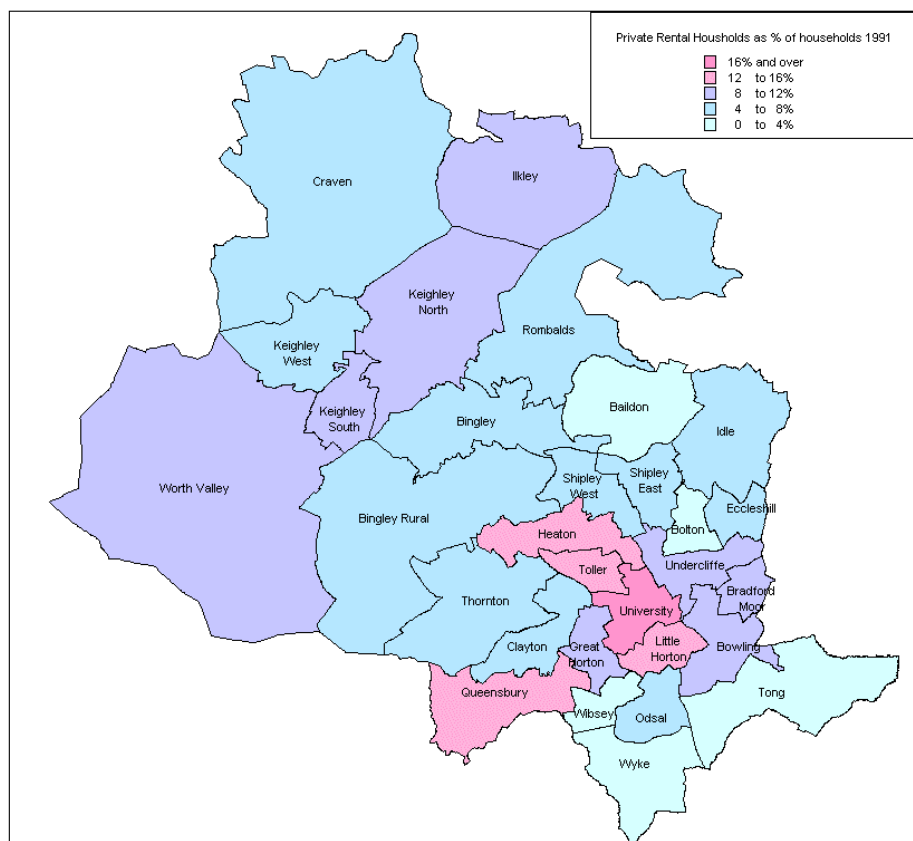 Private Rental Housholds as % of households 1991
16% and over
12 to 16%
8 to 12%
4 to 8%
0 to 4%
Craven
Ilkley
Keighley
North
Rombalds
Keighley
West
Baildon
Keighley
South
Bingley
Idle
Worth Valley
Shipley
West
Shipley
East
Bingley Rural
Eccleshill
Bolton
Heaton
Undercliffe
Toller
Bradford
Moor
Thornton
University
Clayton
Great
Horton
Little
Horton
Bowling
Queensbury
Tong
Wibsey
Odsal
Wyke